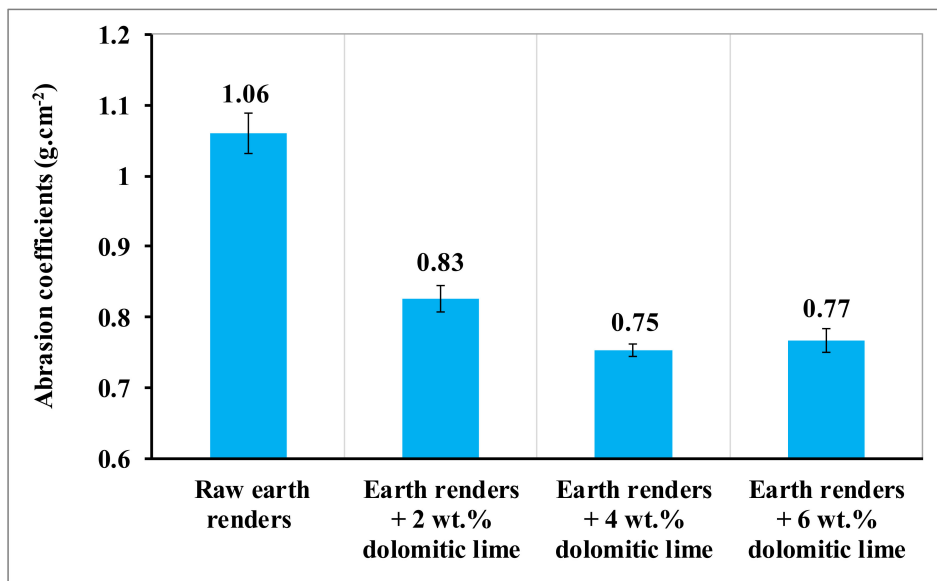 Abrasion coefficients (g.cm⁻²)
1.2
1.1
1
0.9
0.8
0.7
0.6
1.06
0.83
0.75
0.77
Raw earth
renders
Earth renders
+ 2 wt.%
dolomitic lime
Earth renders
+ 4 wt.%
dolomitic lime
Earth renders
+ 6 wt.%
dolomitic lime